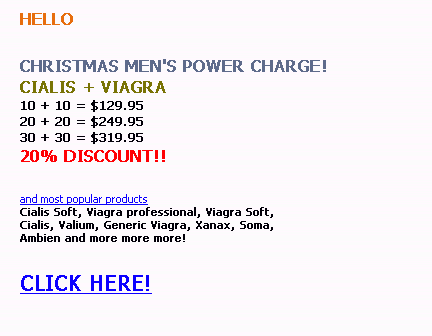 HELLO
CHRISTMAS MEN'S POWER CHARGE!
CIALIS + VIAGRA
10 + 10 = $129.95
20 + 20 = $249.95
30 + 30 = $319.95
20% DISCOUNT!!
and most popular products
Cialis Soft, Viagra professional, Viagra Soft,
Cialis, Valium, Generic Viagra, Xanax, Soma,
Ambien and more more more!
CLICK HERE!